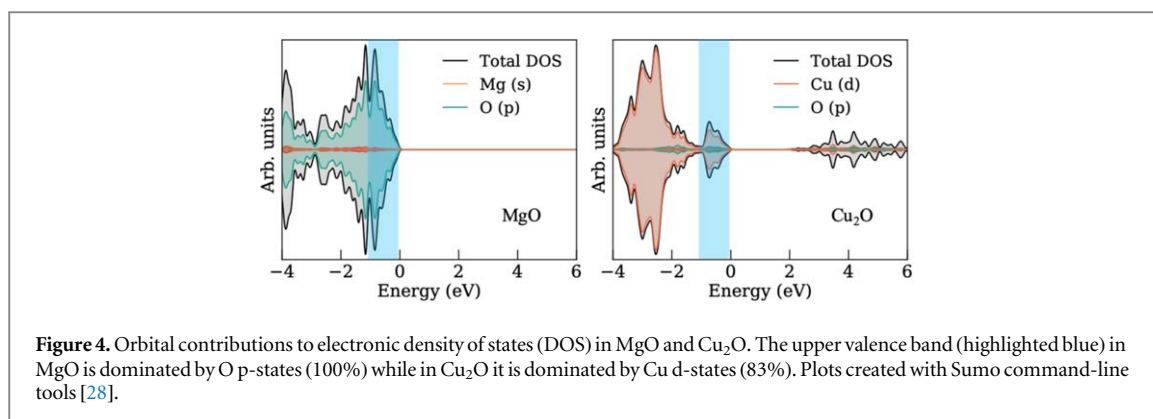 Total DOS
Mg (s)
O (p)
MgO
Arb. units
−4 −2 0 2 4 6
Energy (eV)
Total DOS
Cu (d)
O (p)
Cu₂O
Arb. units
−4 −2 0 2 4 6
Energy (eV)
Figure 4. Orbital contributions to electronic density of states (DOS) in MgO and Cu₂O. The upper valence band (highlighted blue) in
MgO is dominated by O p-states (100%) while in Cu₂O it is dominated by Cu d-states (83%). Plots created with Sumo command-line
tools [28].